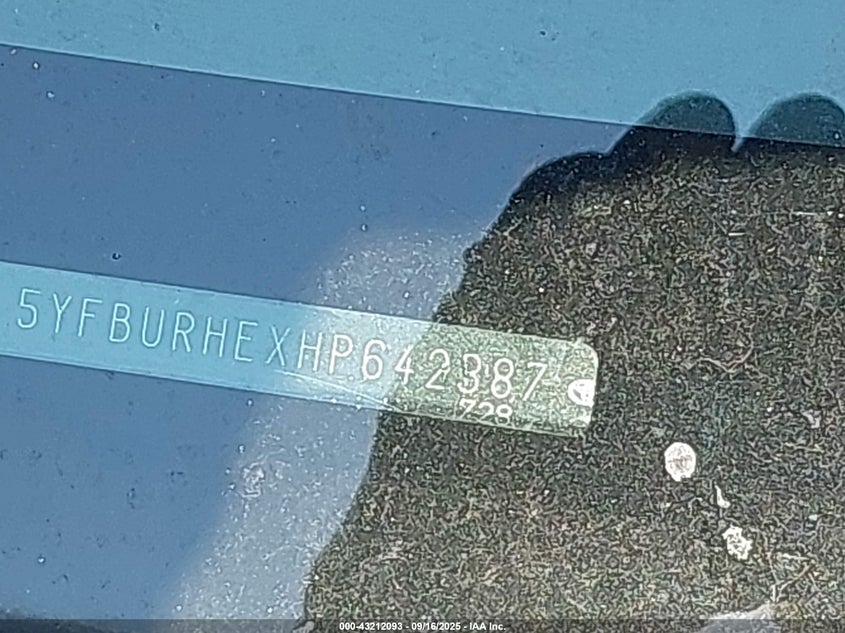 5YFBURHEXHP642387
728
000-43212093 - 09/16/2025 - IAA Inc.